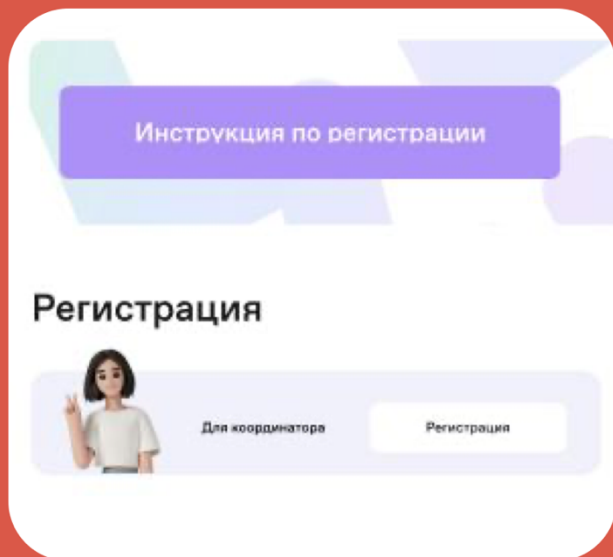 Инструкция по регистрации
Регистрация
Для координатора
Регистрация